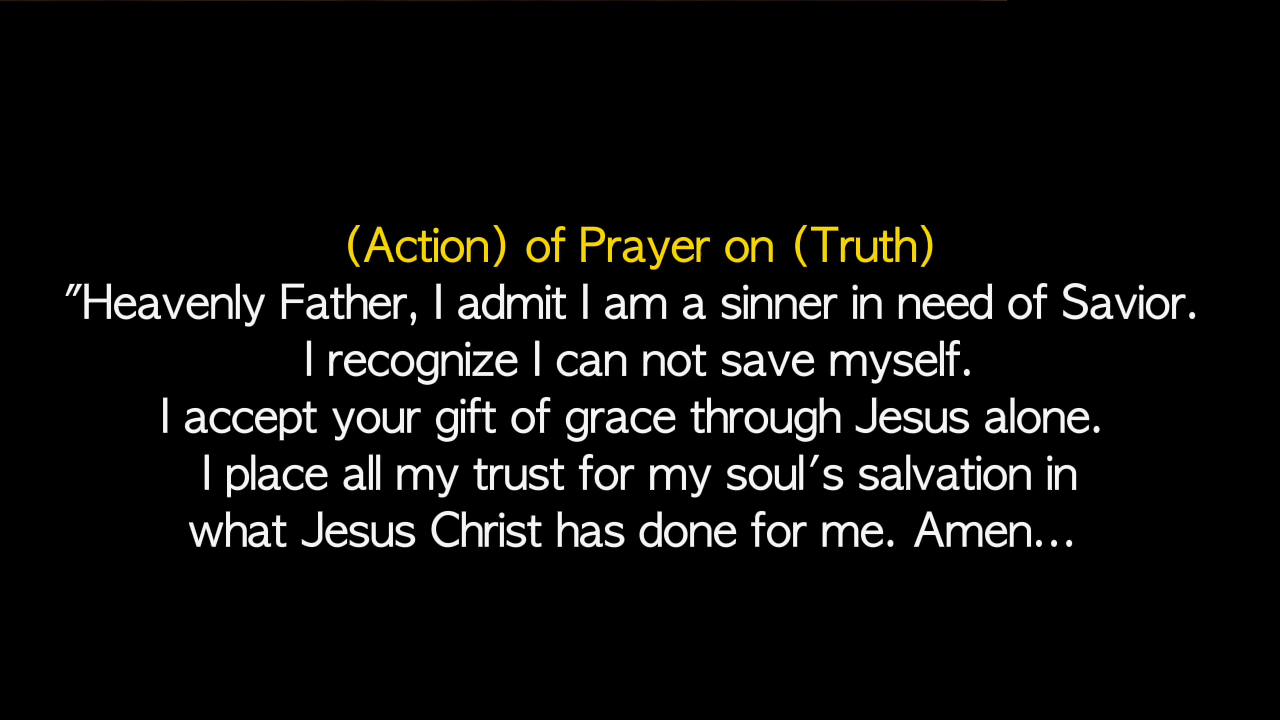 (Action) of Prayer on (Truth)
"Heavenly Father, I admit I am a sinner in need of Savior.
I recognize I can not save myself.
I accept your gift of grace through Jesus alone.
I place all my trust for my soul's salvation in
what Jesus Christ has done for me. Amen...